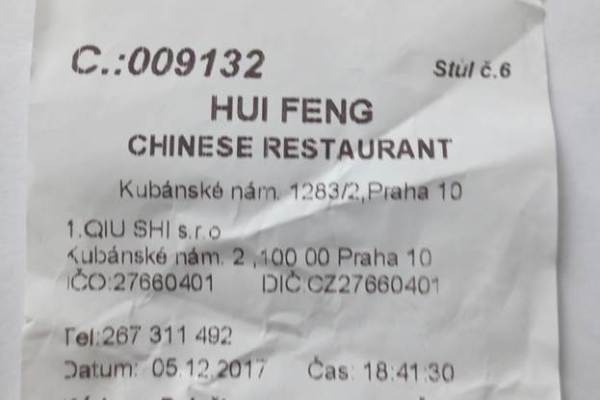 C.:009132 Stůl č.6
HUI FENG
CHINESE RESTAURANT
Kubánské nám. 1283/2,Praha 10
1.QIU SHI s.r.o
Kubánské nám. 2 ,100 00 Praha 10
IČO:27660401 DIČ:CZ27660401
Tel:267 311 492
Datum: 05.12.2017 Čas: 18:41:30